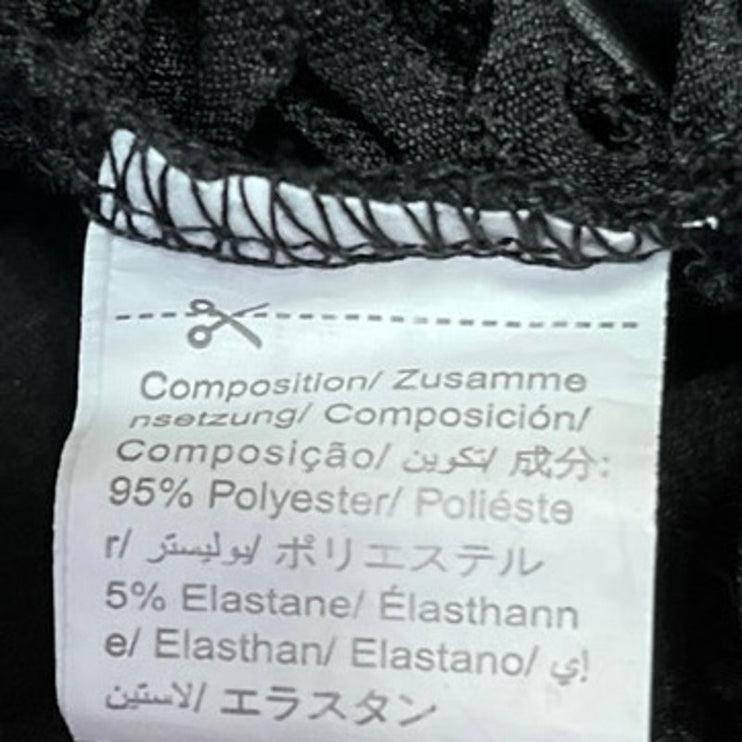 Composition/ Zusamme
nsetzung/ Composición/
Composição/ تكوين/ 成分:
95% Polyester/ Poliéste
r/ بوليستر/ ポリエステル
5% Elastane/ Élasthann
e/ Elasthan/ Elastano/ إي
لاستين/ エラスタン